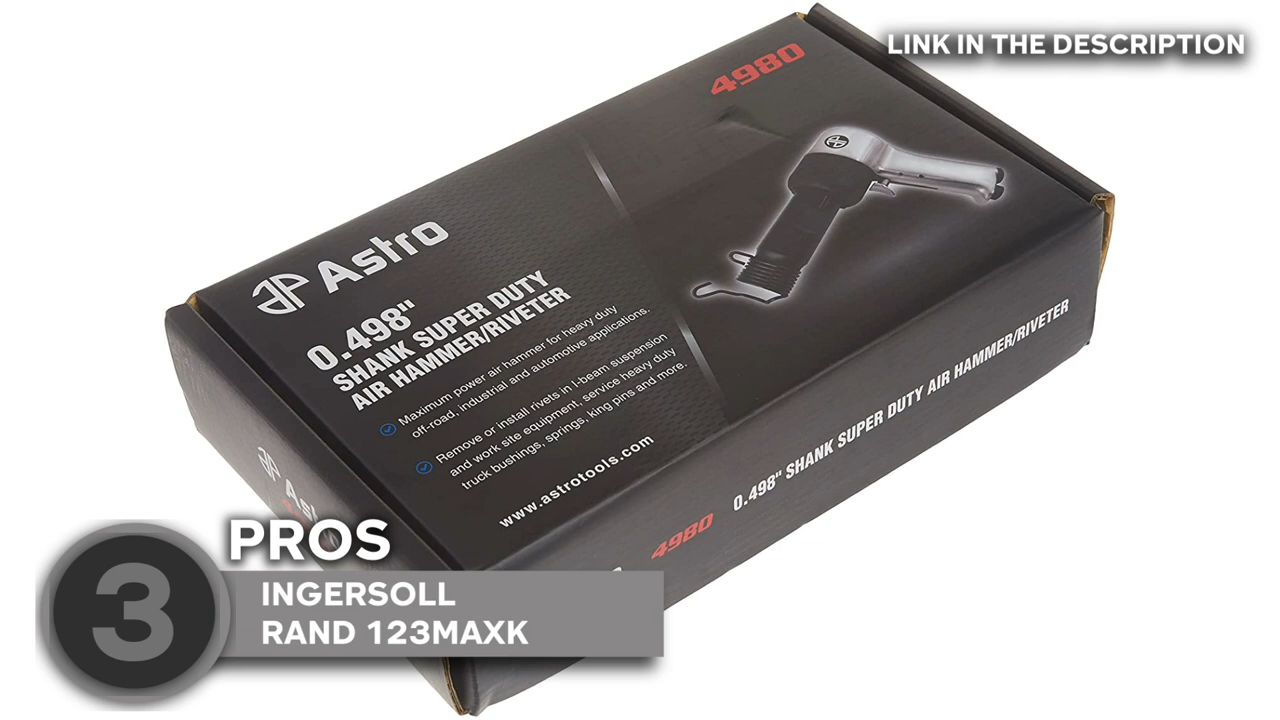 LINK IN THE DESCRIPTION
4980
Astro
0.498"
SHANK SUPER DUTY
AIR HAMMER/RIVETER
Maximum power air hammer for heavy duty
off-road, industrial and automotive applications.
Remove or install rivets in I-beam suspension
and work site equipment, service heavy duty
truck bushings, springs, king pins and more.
www.astrotools.com
4980
0.498" SHANK SUPER DUTY AIR HAMMER/RIVETER
3
PROS
INGERSOLL
RAND 123MAXK